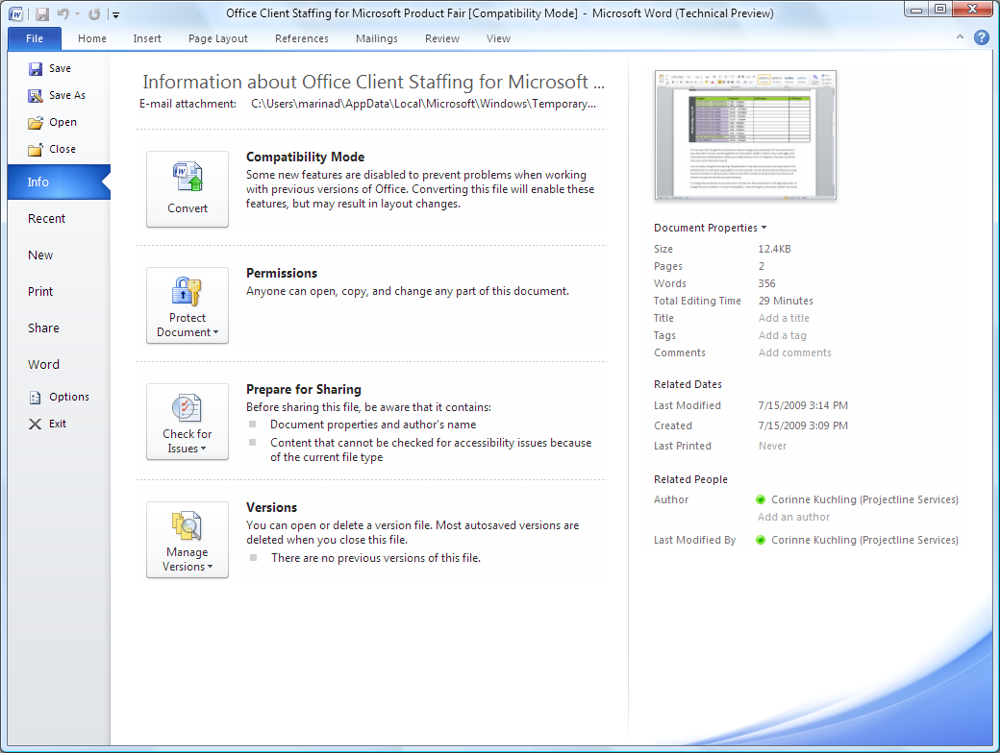 Office Client Staffing for Microsoft Product Fair [Compatibility Mode] - Microsoft Word (Technical Preview)
File Home Insert Page Layout References Mailings Review View
Save
Save As
Open
Close
Info
Recent
New
Print
Share
Word
Options
Exit
Information about Office Client Staffing for Microsoft ...
E-mail attachment: C:\Users\marinad\AppData\Local\Microsoft\Windows\Temporary...
Convert
Compatibility Mode
Some new features are disabled to prevent problems when working
with previous versions of Office. Converting this file will enable these
features, but may result in layout changes.
Protect
Document
Permissions
Anyone can open, copy, and change any part of this document.
Check for
Issues
Prepare for Sharing
Before sharing this file, be aware that it contains:
Document properties and author's name
Content that cannot be checked for accessibility issues because
of the current file type
Manage
Versions
Versions
You can open or delete a version file. Most autosaved versions are
deleted when you close this file.
There are no previous versions of this file.
Document Properties
Size 12.4KB
Pages 2
Words 356
Total Editing Time 29 Minutes
Title Add a title
Tags Add a tag
Comments Add comments
Related Dates
Last Modified 7/15/2009 3:14 PM
Created 7/15/2009 3:09 PM
Last Printed Never
Related People
Author Corinne Kuchling (Projectline Services)
Add an author
Last Modified By Corinne Kuchling (Projectline Services)